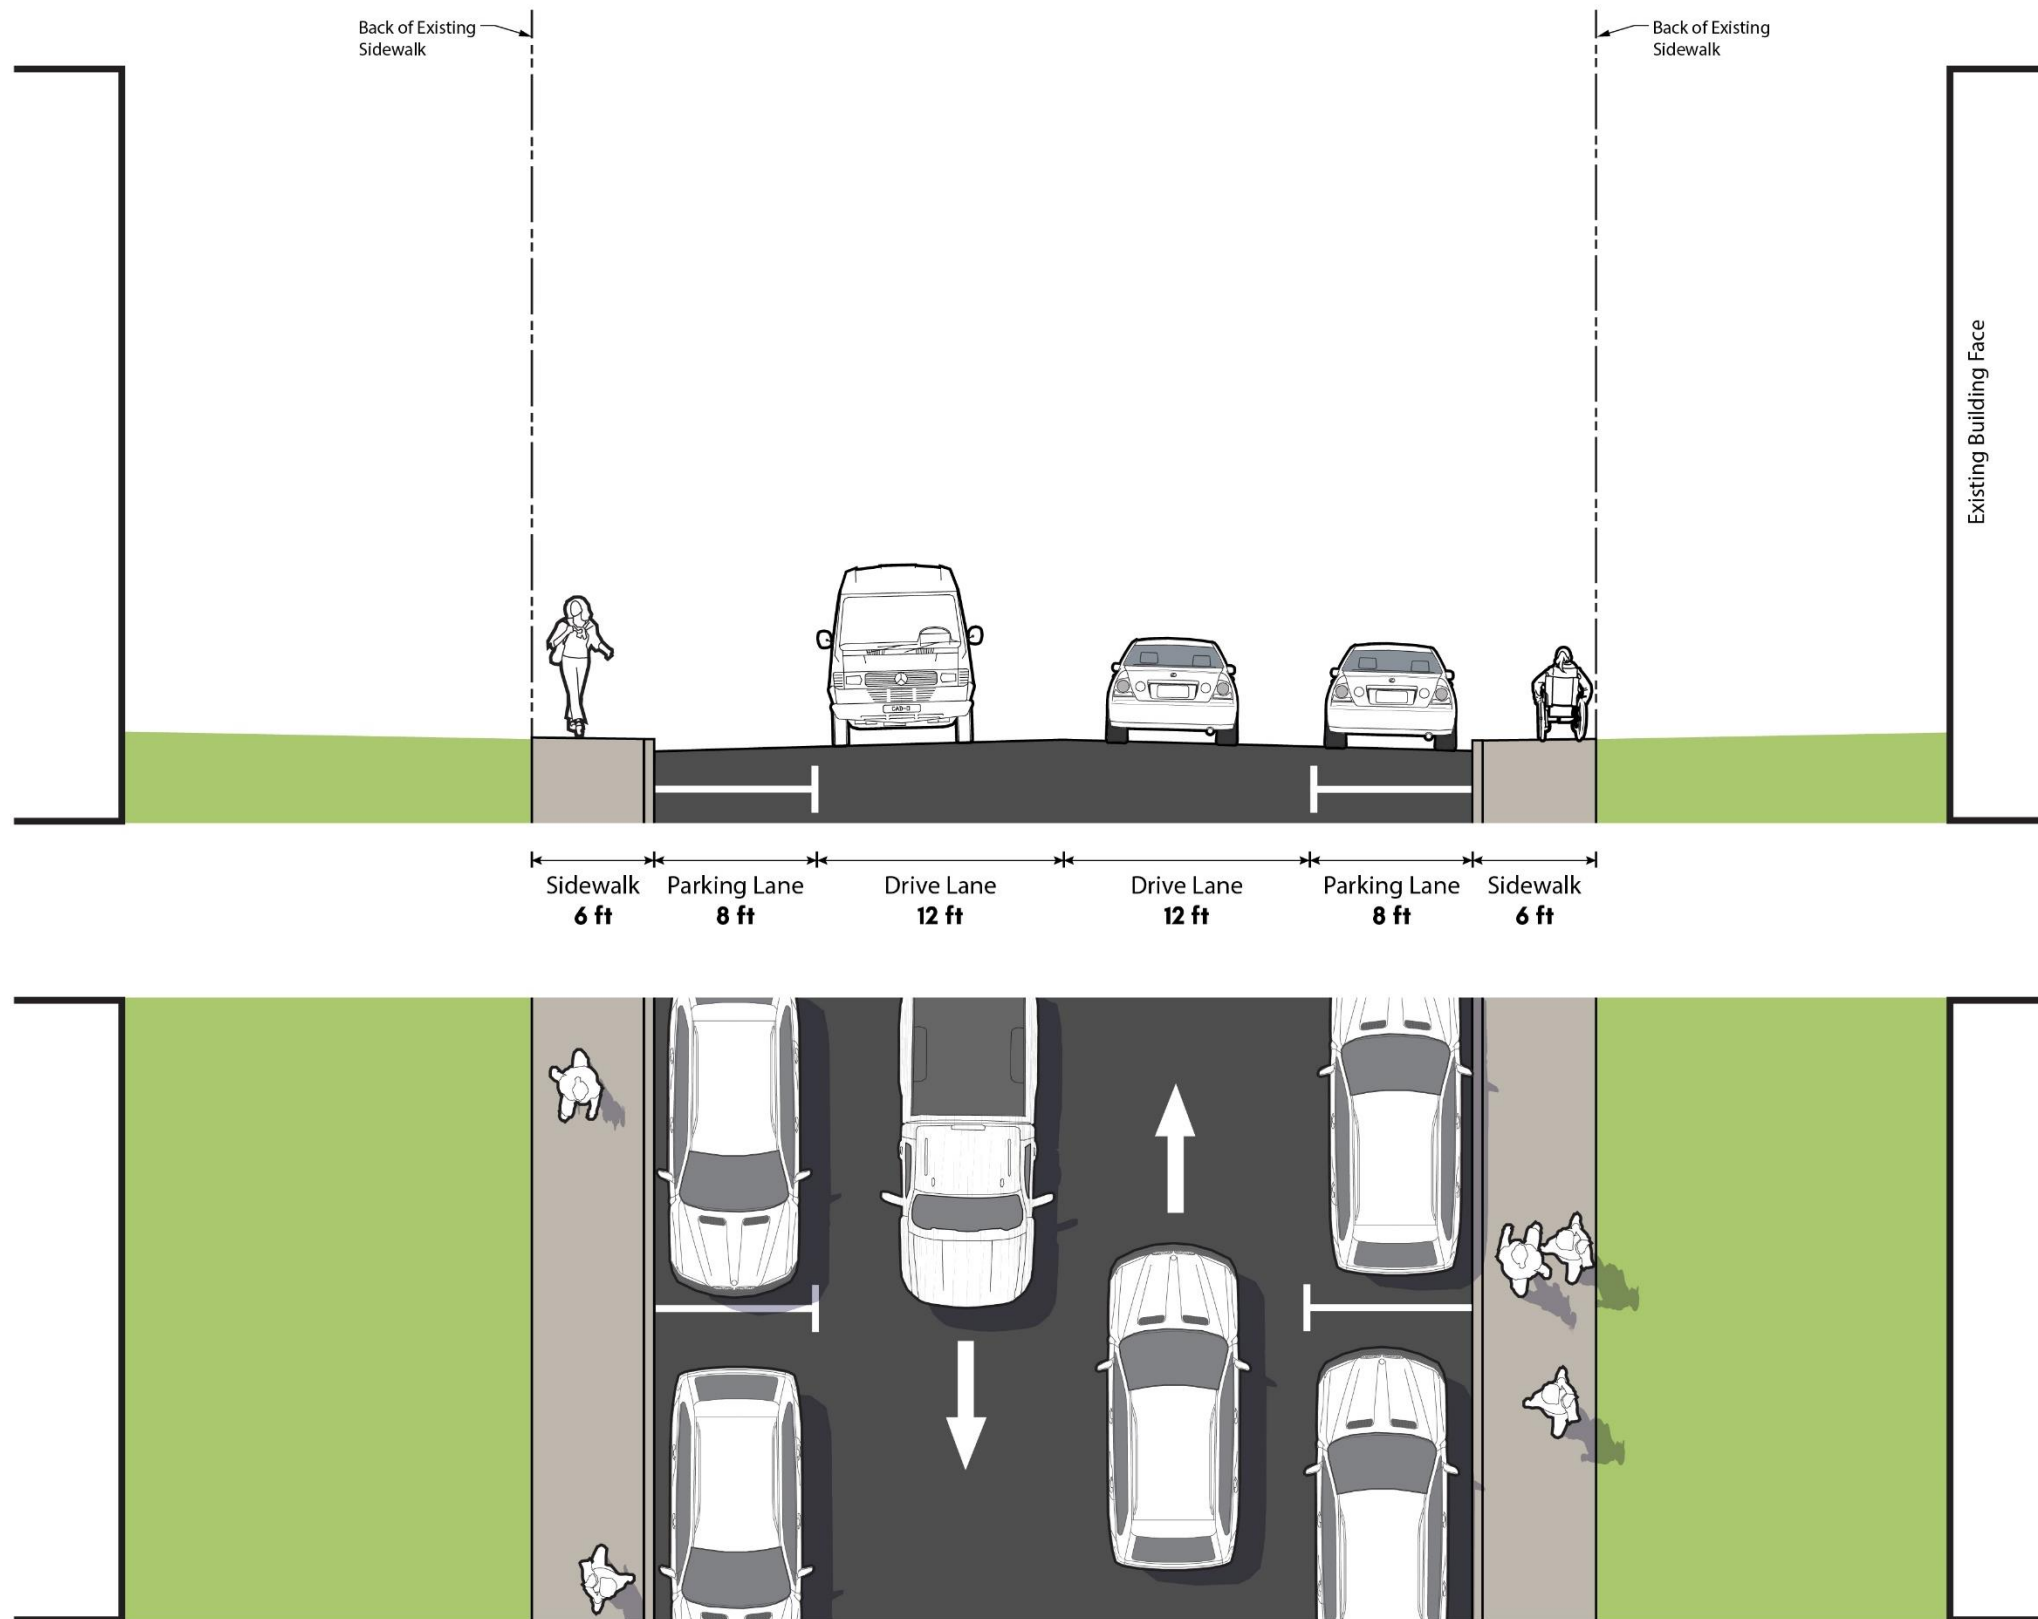 Back of Existing
Sidewalk
Back of Existing
Sidewalk
Existing Building Face
CAD-
Sidewalk
6 ft
Parking Lane
8 ft
Drive Lane
12 ft
Drive Lane
12 ft
Parking Lane
8 ft
Sidewalk
6 ft